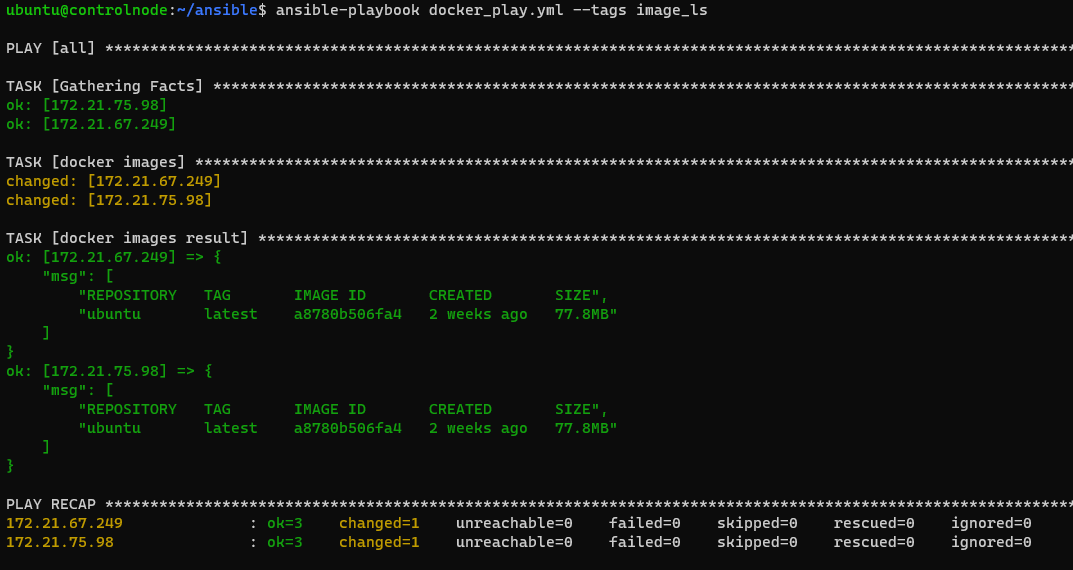 ubuntu@controlnode:~/ansible$ ansible-playbook docker_play.yml --tags image_ls

PLAY [all] ***********************************************************************************************************

TASK [Gathering Facts] ***********************************************************************************************
ok: [172.21.75.98]
ok: [172.21.67.249]

TASK [docker images] *************************************************************************************************
changed: [172.21.67.249]
changed: [172.21.75.98]

TASK [docker images result] ******************************************************************************************
ok: [172.21.67.249] => {
    "msg": [
        "REPOSITORY   TAG       IMAGE ID       CREATED       SIZE",
        "ubuntu       latest    a8780b506fa4   2 weeks ago   77.8MB"
    ]
}
ok: [172.21.75.98] => {
    "msg": [
        "REPOSITORY   TAG       IMAGE ID       CREATED       SIZE",
        "ubuntu       latest    a8780b506fa4   2 weeks ago   77.8MB"
    ]
}

PLAY RECAP ***********************************************************************************************************
172.21.67.249              : ok=3    changed=1    unreachable=0    failed=0    skipped=0    rescued=0    ignored=0
172.21.75.98               : ok=3    changed=1    unreachable=0    failed=0    skipped=0    rescued=0    ignored=0